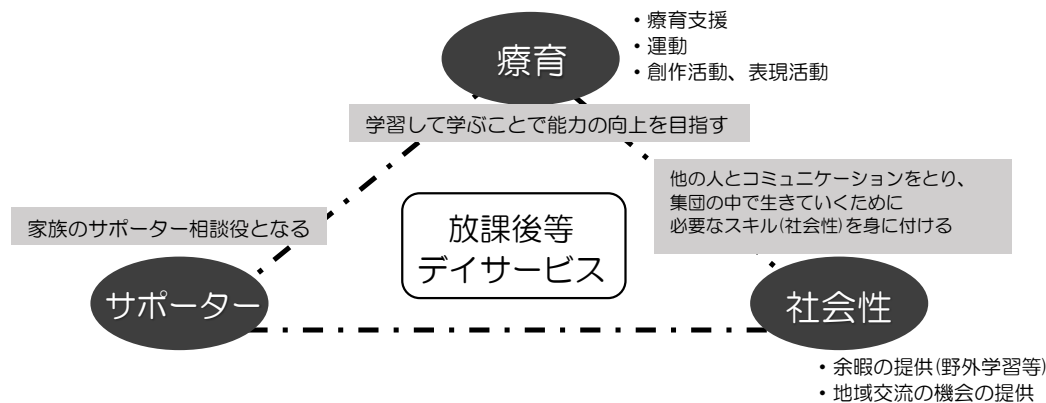 療育
・療育支援
・運動
・創作活動、表現活動
学習して学ぶことで能力の向上を目指す
他の人とコミュニケーションをとり、
集団の中で生きていくために
必要なスキル(社会性)を身に付ける
家族のサポーター相談役となる
放課後等
デイサービス
サポーター
社会性
・余暇の提供(野外学習等)
・地域交流の機会の提供